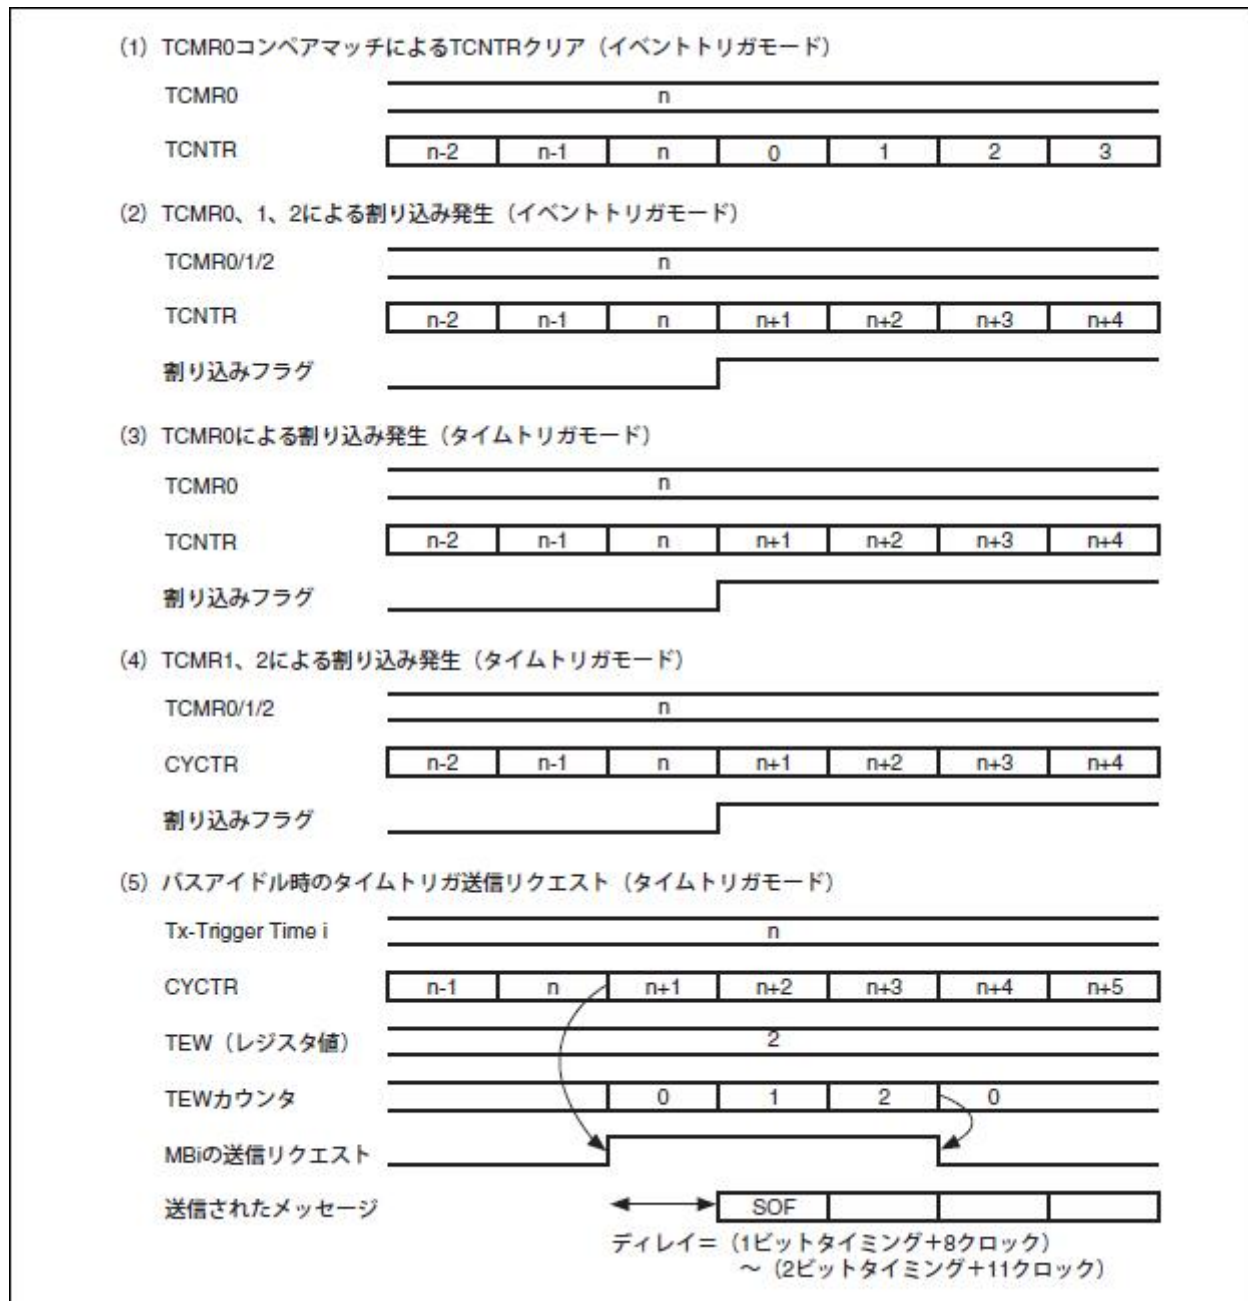 (1) TCMR0コンペアマッチによるTCNTRクリア（イベントトリガモード）
TCMR0 n
TCNTR n-2 n-1 n 0 1 2 3
(2) TCMR0、1、2による割り込み発生（イベントトリガモード）
TCMR0/1/2 n
TCNTR n-2 n-1 n n+1 n+2 n+3 n+4
割り込みフラグ
(3) TCMR0による割り込み発生（タイムトリガモード）
TCMR0 n
TCNTR n-2 n-1 n n+1 n+2 n+3 n+4
割り込みフラグ
(4) TCMR1、2による割り込み発生（タイムトリガモード）
TCMR0/1/2 n
CYCTR n-2 n-1 n n+1 n+2 n+3 n+4
割り込みフラグ
(5) バスアイドル時のタイムトリガ送信リクエスト（タイムトリガモード）
Tx-Trigger Time i n
CYCTR n-1 n n+1 n+2 n+3 n+4 n+5
TEW（レジスタ値） 2
TEWカウンタ 0 1 2 0
MBiの送信リクエスト
送信されたメッセージ SOF
ディレイ＝（1ビットタイミング＋8クロック）
～（2ビットタイミング＋11クロック）